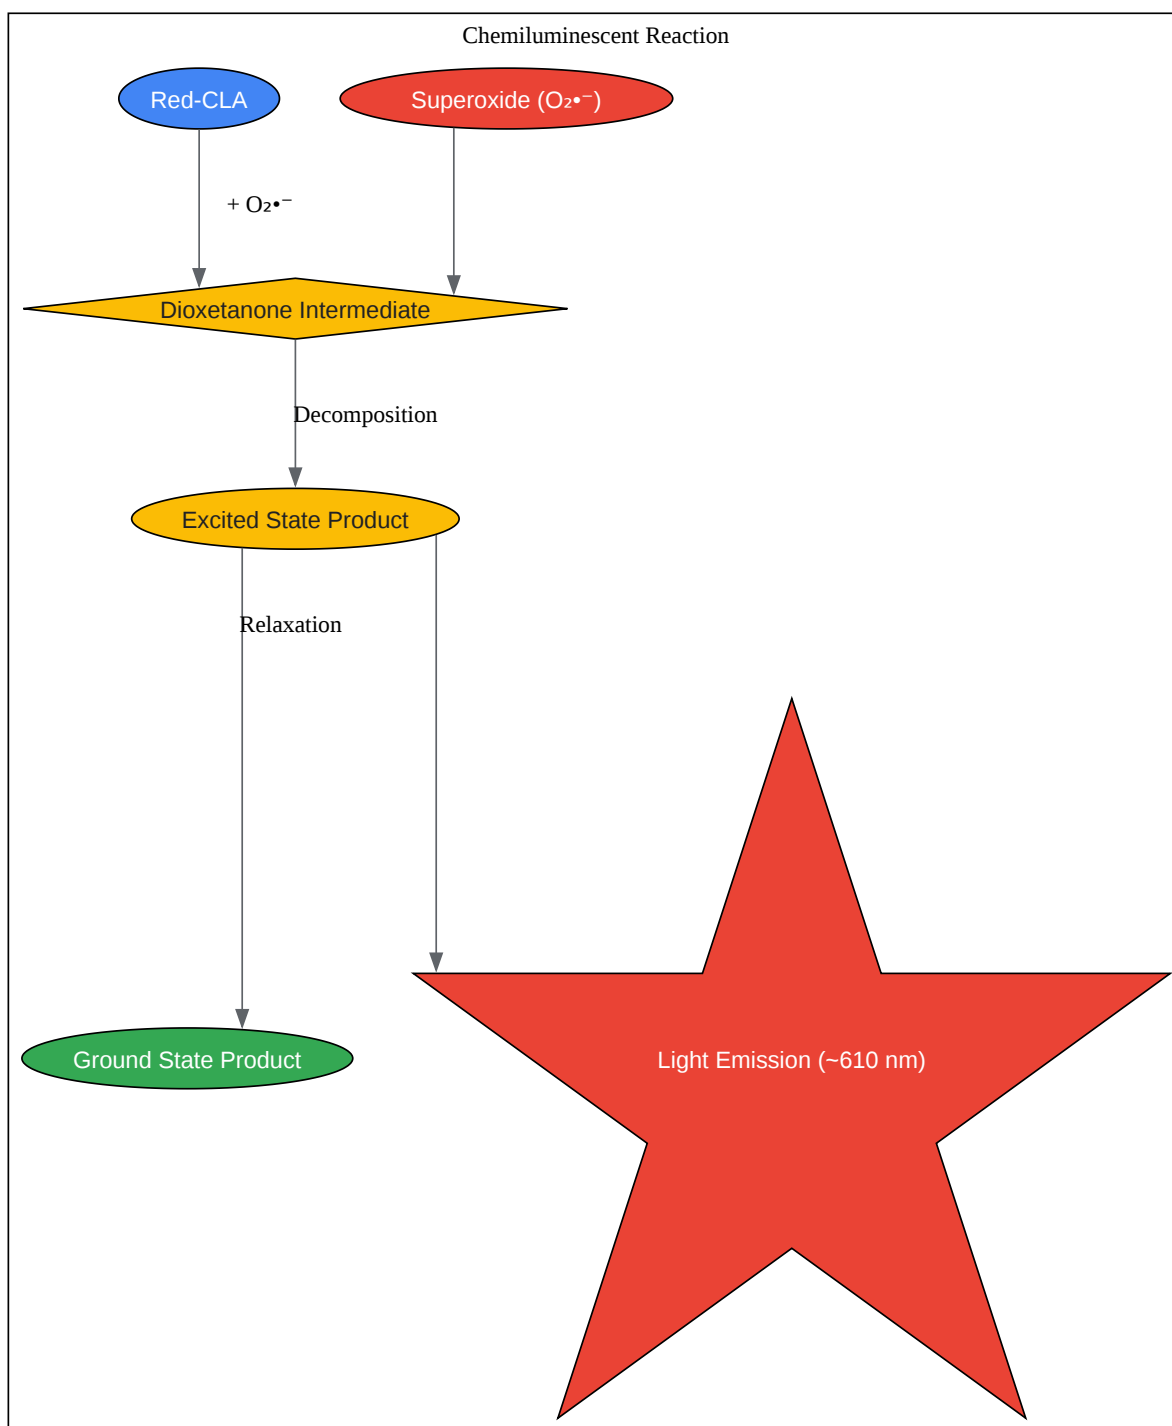 Chemiluminescent Reaction
Red-CLA
Superoxide (O₂•⁻)
+ O₂•⁻
Dioxetanone Intermediate
Decomposition
Excited State Product
Relaxation
Ground State Product
Light Emission (~610 nm)